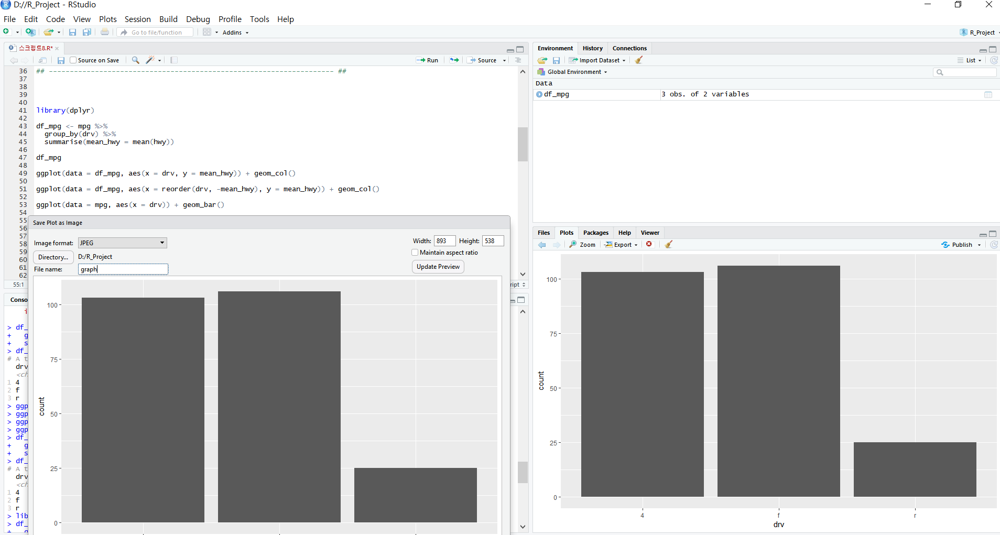 D://R_Project - RStudio
File Edit Code View Plots Session Build Debug Profile Tools Help
Go to file/function Addins R_Project
스크립트8.R*
Source on Save Run Source
36 ## -------------------------------------------------------------------- ##
37
38
39
40
41 library(dplyr)
42
43 df_mpg <- mpg %>%
44 group_by(drv) %>%
45 summarise(mean_hwy = mean(hwy))
46
47 df_mpg
48
49 ggplot(data = df_mpg, aes(x = drv, y = mean_hwy)) + geom_col()
50
51 ggplot(data = df_mpg, aes(x = reorder(drv, -mean_hwy), y = mean_hwy)) + geom_col()
52
53 ggplot(data = mpg, aes(x = drv)) + geom_bar()
54
55
56
57
58
59
60
61
62
55:1 ript
Save Plot as Image
Image format: JPEG
Directory... D:/R_Project
File name: graph
Width: 893 Height: 538
Maintain aspect ratio
Update Preview
100
75
50
25
0
count
Conso
i
> df_
+ g
+ s
> df_
# A t
drv
<ch
1 4
2 f
3 r
> ggp
> ggp
> ggp
> ggp
> df_
+ g
+ s
> df_
# A t
drv
<ch
1 4
2 f
3 r
> lib
> df_
+ g
Environment History Connections
Import Dataset List
Global Environment
Data
df_mpg 3 obs. of 2 variables
Files Plots Packages Help Viewer
Zoom Export Publish
100
75
50
25
0
count
4 f r
drv